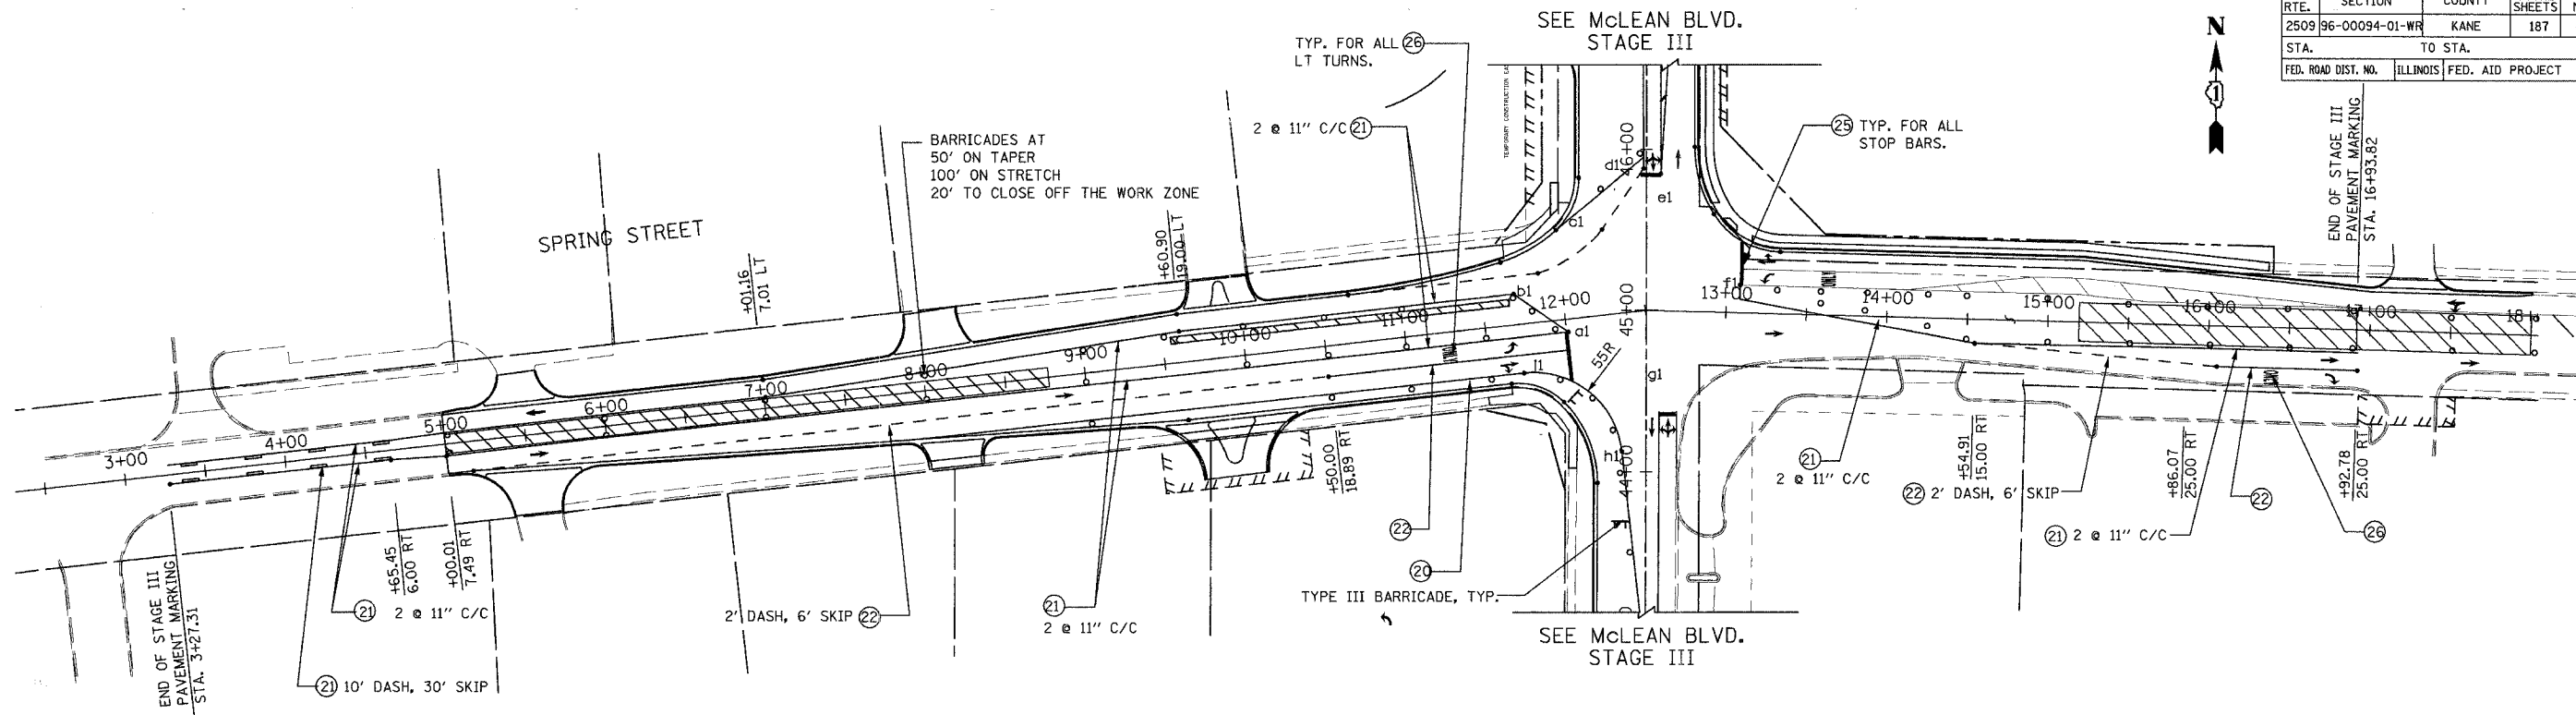 SEE McLEAN BLVD.
STAGE III
RTE. SECTION COUNTY SHEETS
2509 96-00094-01-WR KANE 187
STA. TO STA.
FED. ROAD DIST. NO. ILLINOIS FED. AID PROJECT
N
1
TYP. FOR ALL 26
LT TURNS.
2 @ 11" C/C 21
TEMPORARY CONSTRUCTION
25 TYP. FOR ALL
STOP BARS.
END OF STAGE III
PAVEMENT MARKING
STA. 16+93.82
BARRICADES AT
50' ON TAPER
100' ON STRETCH
20' TO CLOSE OFF THE WORK ZONE
SPRING STREET
+01.16
7.01 LT
+60.90
19.00 LT
46+00
45+00
44+00
d1
e1
c1
b1
a1
f1
g1
h1
j1
55R
3+00
4+00
5+00
6+00
7+00
8+00
9+00
10+00
11+00
12+00
13+00
14+00
15+00
16+00
17+00
18
END OF STAGE III
PAVEMENT MARKING
STA. 3+27.31
+65.45
6.00 RT
+00.01
7.49 RT
21 2 @ 11" C/C
21 10' DASH, 30' SKIP
2' DASH, 6' SKIP 22
21
2 @ 11" C/C
+50.00
18.89 RT
22
20
TYPE III BARRICADE, TYP.
SEE McLEAN BLVD.
STAGE III
21
2 @ 11" C/C
+54.91
15.00 RT
22 2' DASH, 6' SKIP
+86.07
25.00 RT
21 2 @ 11" C/C
22
+92.78
25.00 RT
26